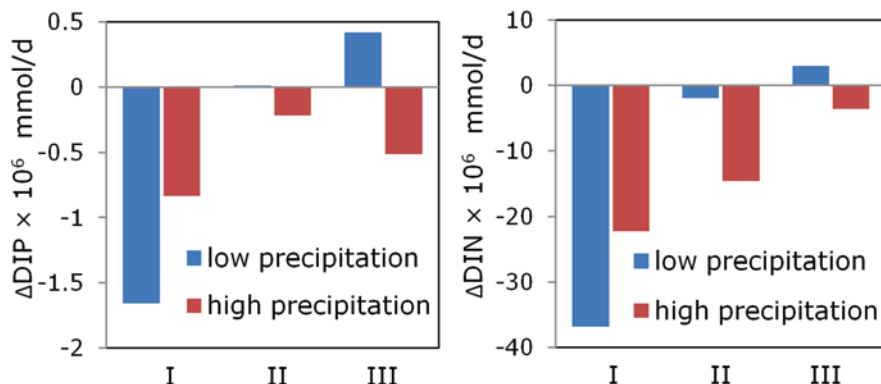 ΔDIP × 10⁶ mmol/d
0.5
0
-0.5
-1
-1.5
-2
low precipitation
high precipitation
I II III
ΔDIN × 10⁶ mmol/d
10
0
-10
-20
-30
-40
low precipitation
high precipitation
I II III